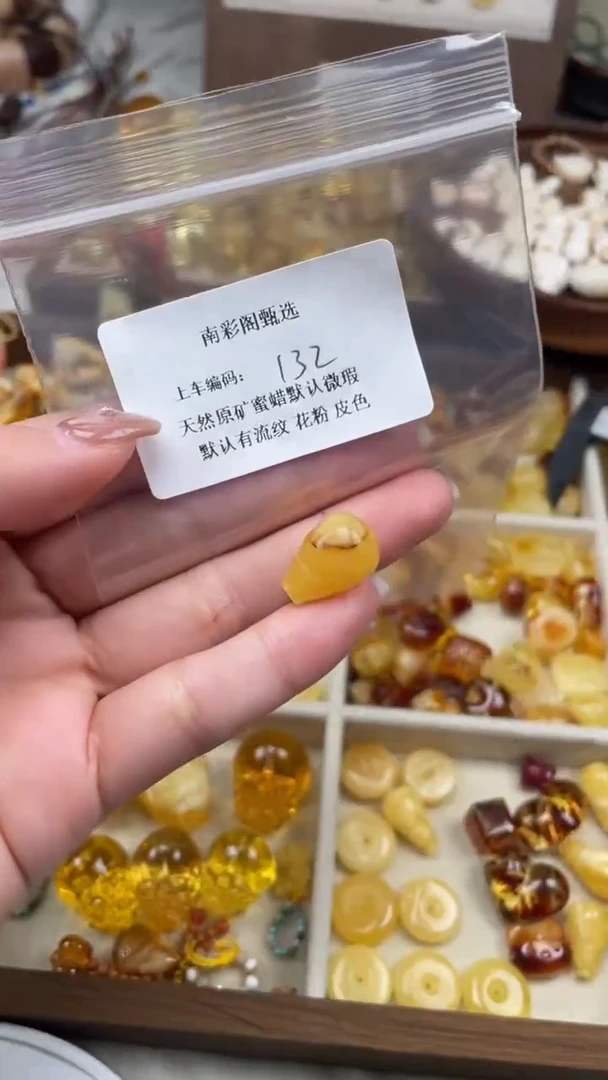 南彩阁甄选
上车编码: 132
天然原矿蜜蜡默认微瑕
默认有流纹 花粉 皮色